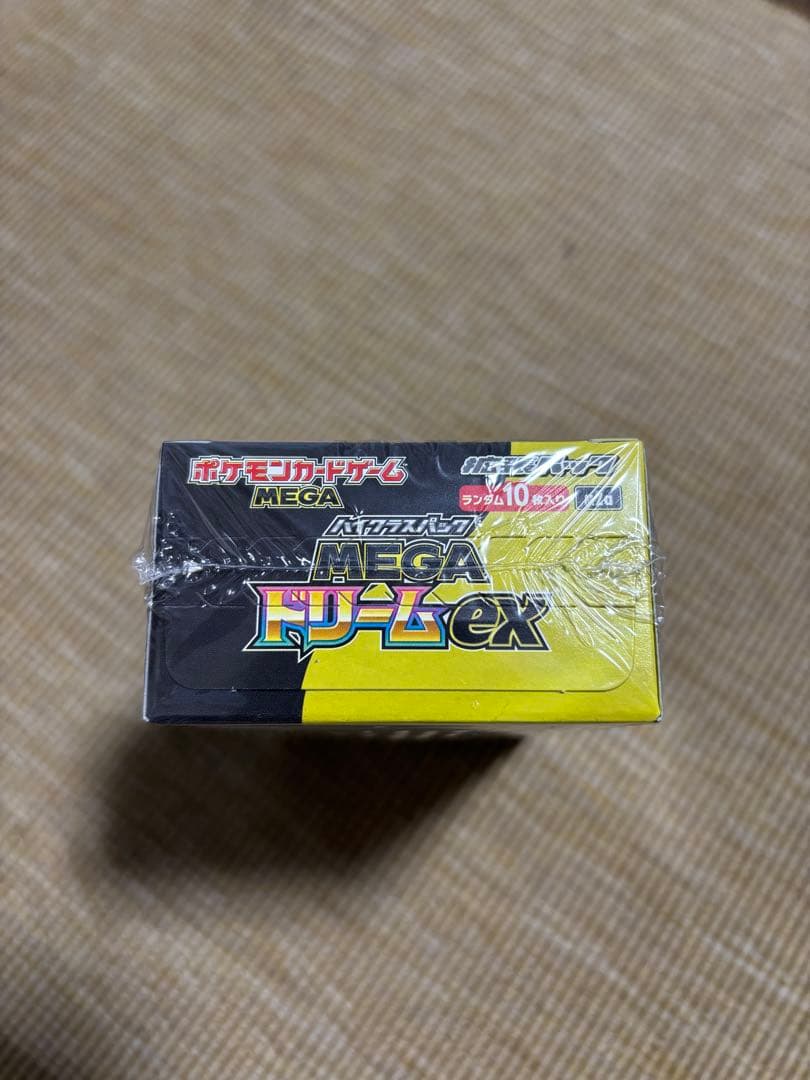 ポケモンカードゲーム
MEGA
拡張パック
ランダム10枚入り
ハイクラスパック
MEGA
ドリームex